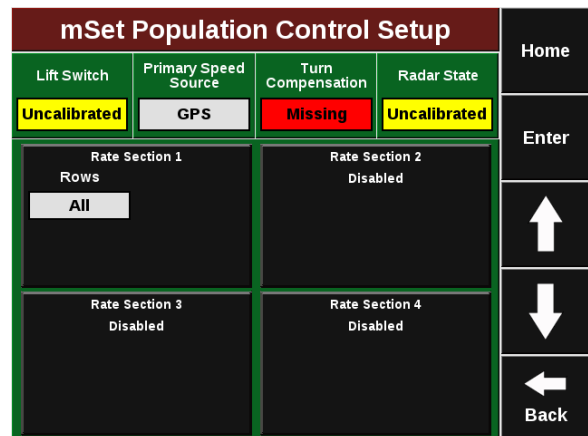 mSet Population Control Setup
Lift Switch
Uncalibrated
Primary Speed
Source
GPS
Turn
Compensation
Missing
Radar State
Uncalibrated
Rate Section 1
Rows
All
Rate Section 2
Disabled
Rate Section 3
Disabled
Rate Section 4
Disabled
Home
Enter
Back